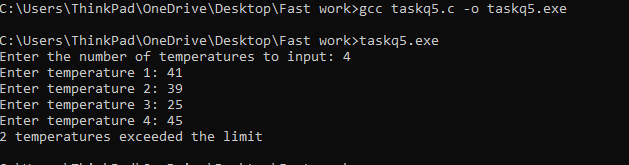 C:\Users\ThinkPad\OneDrive\Desktop\Fast work>gcc taskq5.c -o taskq5.exe
C:\Users\ThinkPad\OneDrive\Desktop\Fast work>taskq5.exe
Enter the number of temperatures to input: 4
Enter temperature 1: 41
Enter temperature 2: 39
Enter temperature 3: 25
Enter temperature 4: 45
2 temperatures exceeded the limit